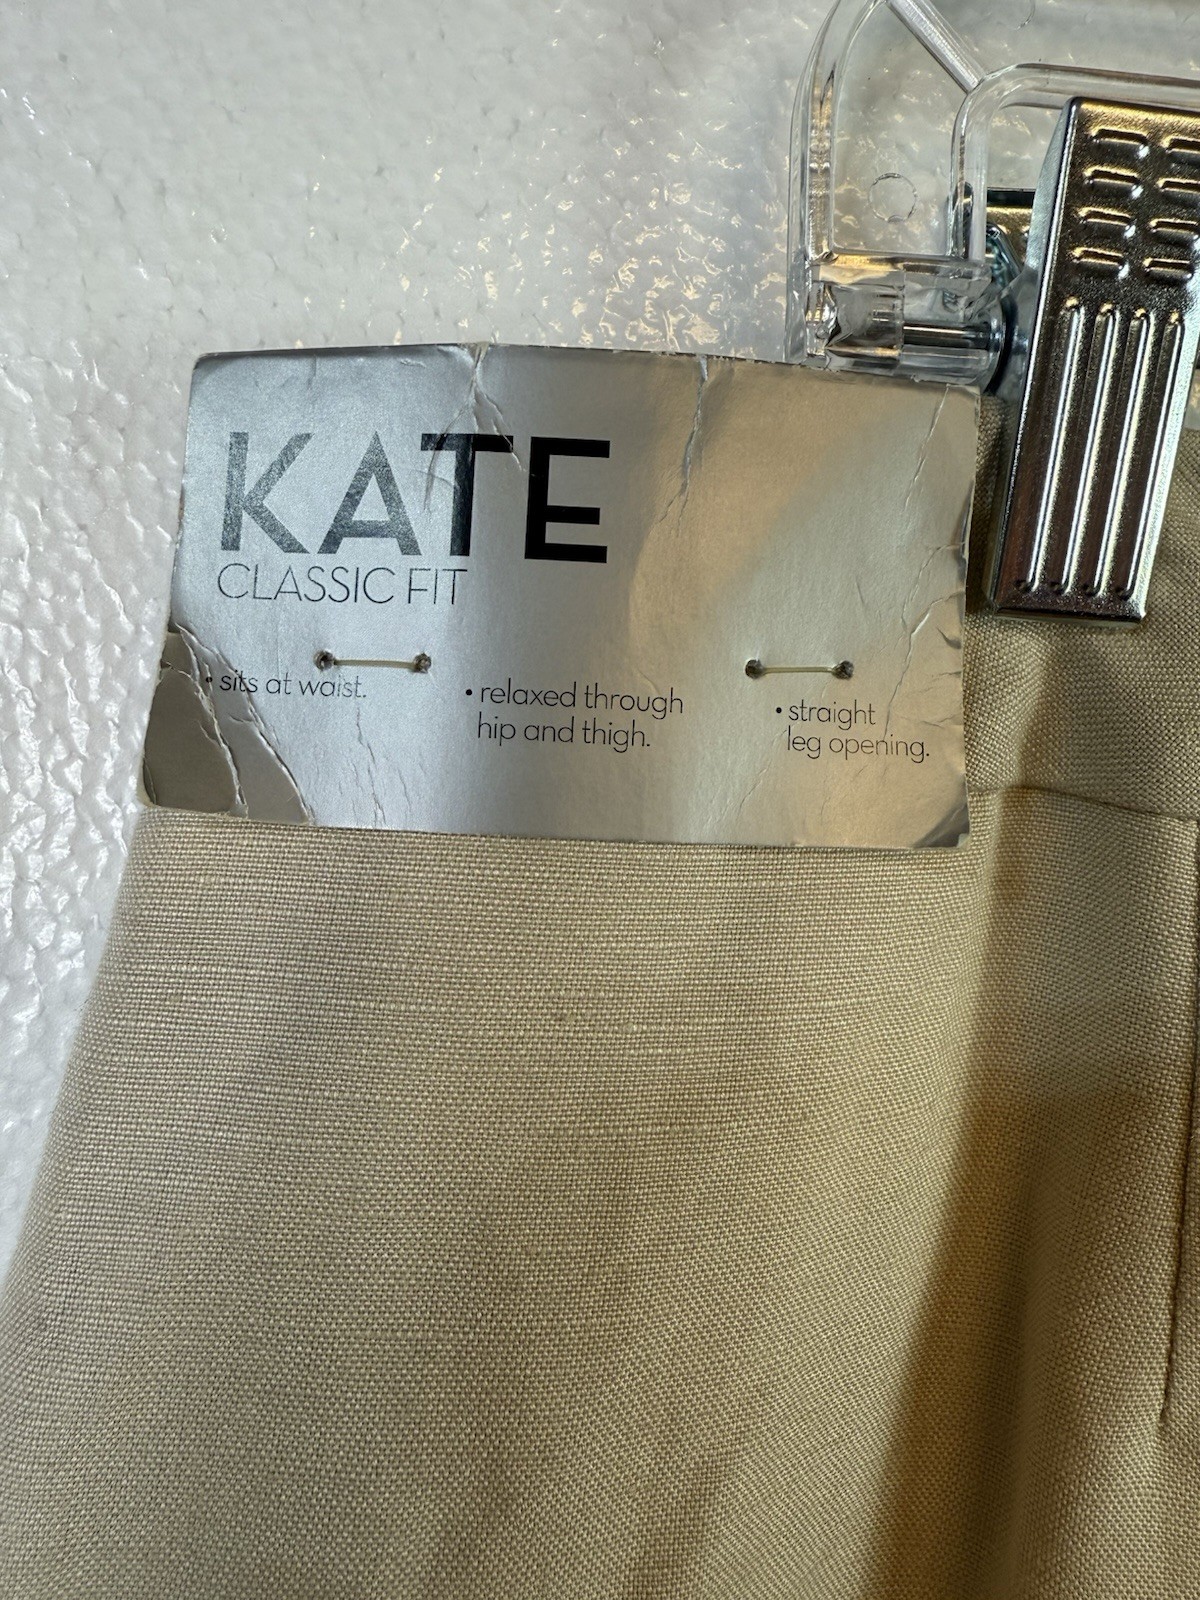 KATE
CLASSIC FIT
• sits at waist.
• relaxed through
hip and thigh.
• straight
leg opening.